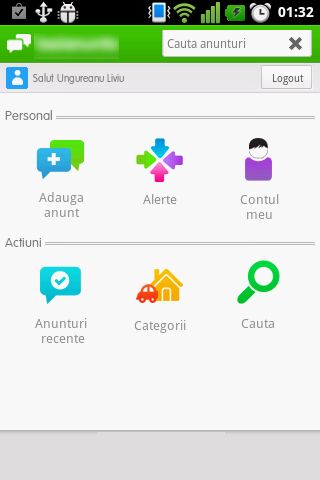 01:32
Cauta anunturi
Salut Ungureanu Liviu
Logout
Personal
Adauga
anunt
Alerte
Contul
meu
Actiuni
Anunturi
recente
Categorii
Cauta